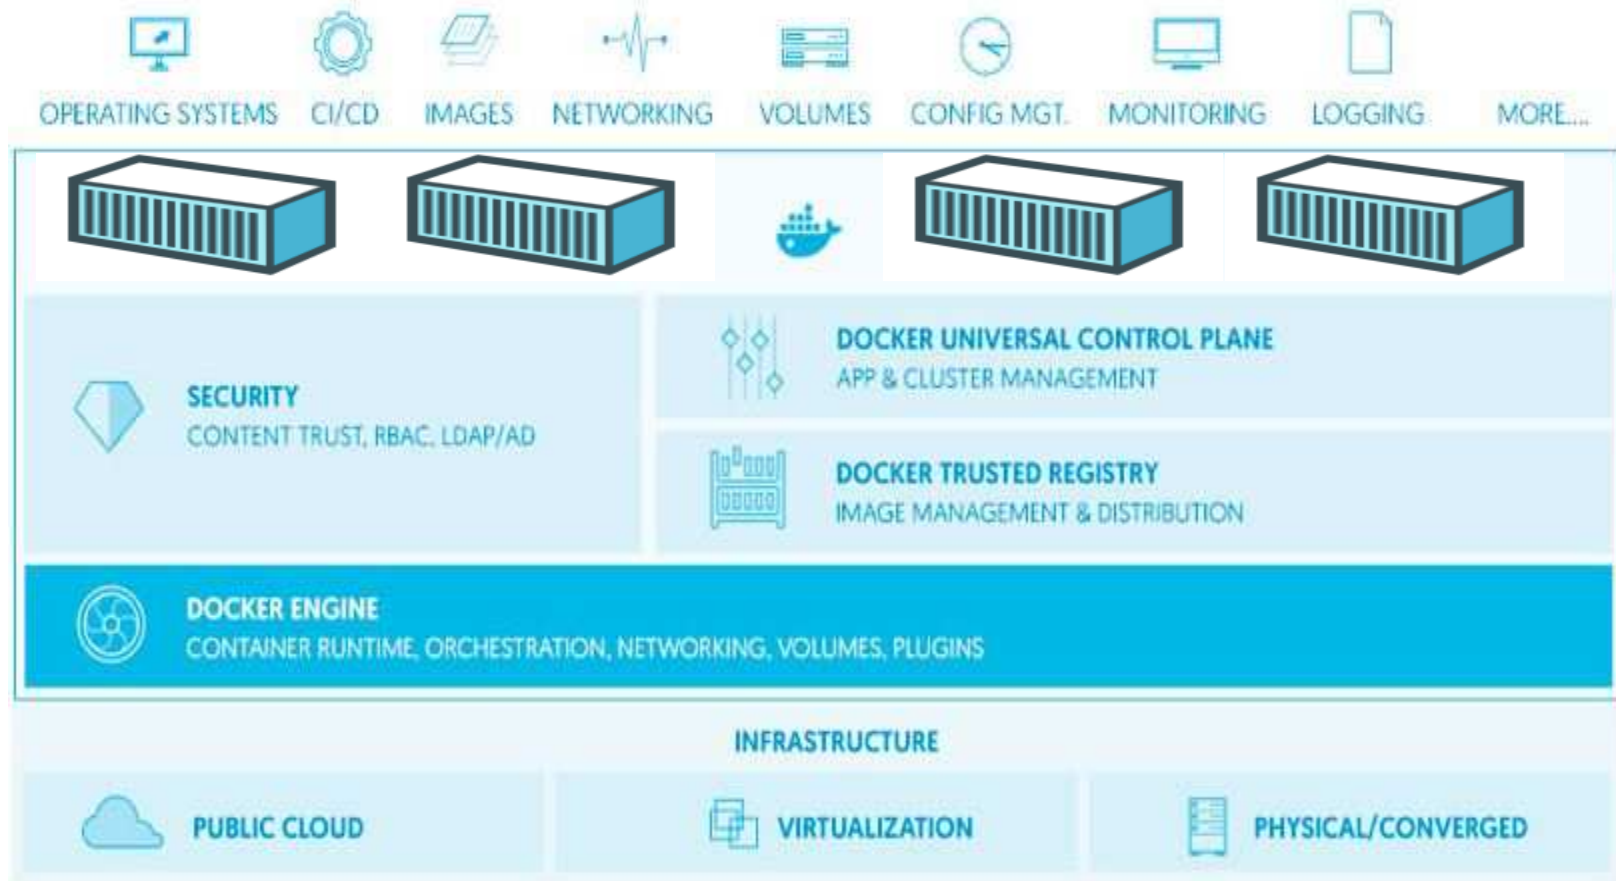 OPERATING SYSTEMS CI/CD IMAGES NETWORKING VOLUMES CONFIG MGT. MONITORING LOGGING MORE....
SECURITY
CONTENT TRUST, RBAC, LDAP/AD
DOCKER UNIVERSAL CONTROL PLANE
APP & CLUSTER MANAGEMENT
DOCKER TRUSTED REGISTRY
IMAGE MANAGEMENT & DISTRIBUTION
DOCKER ENGINE
CONTAINER RUNTIME, ORCHESTRATION, NETWORKING, VOLUMES, PLUGINS
INFRASTRUCTURE
PUBLIC CLOUD VIRTUALIZATION PHYSICAL/CONVERGED